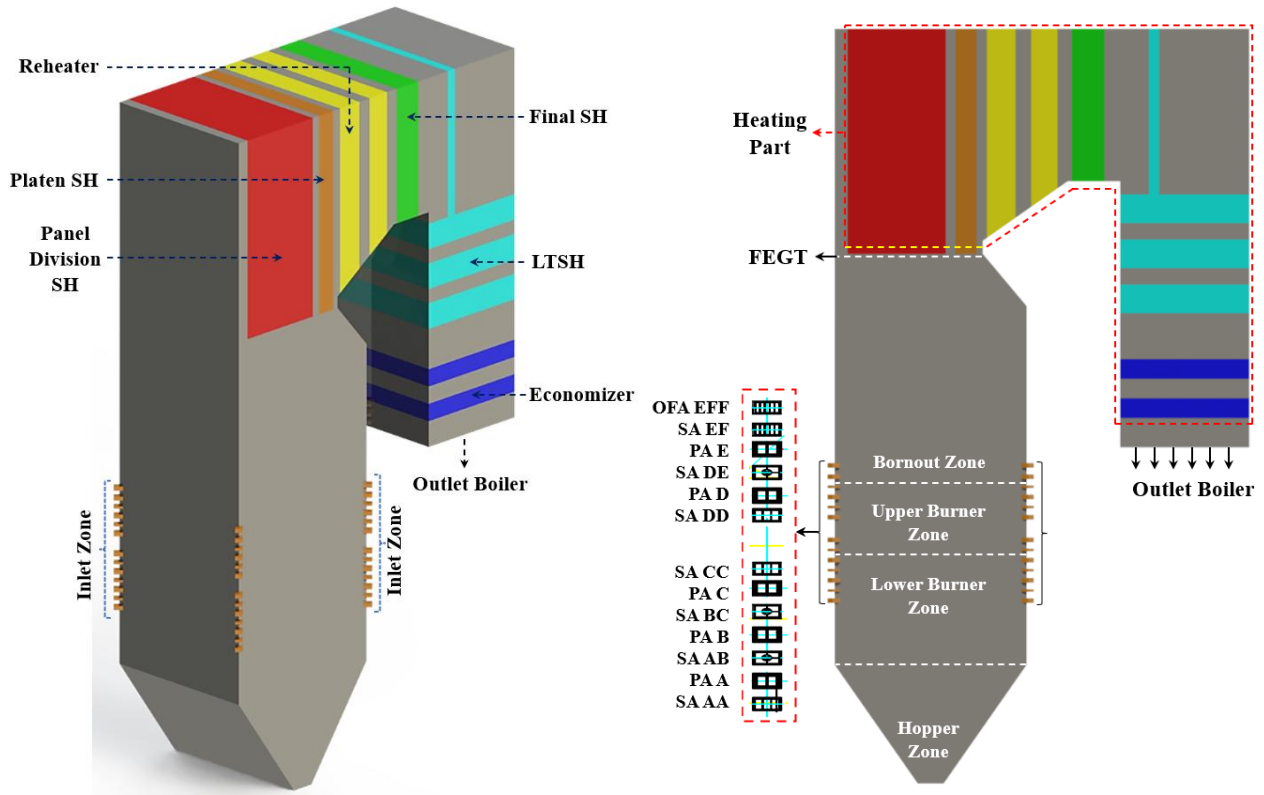 Reheater
Final SH
Platen SH
Panel
Division
SH
LTSH
Economizer
Outlet Boiler
Inlet Zone
Inlet Zone
Heating
Part
FEGT
OFA EFF
SA EF
PA E
SA DE
PA D
SA DD
SA CC
PA C
SA BC
PA B
SA AB
PA A
SA AA
Bornout Zone
Upper Burner
Zone
Lower Burner
Zone
Hopper
Zone
Outlet Boiler